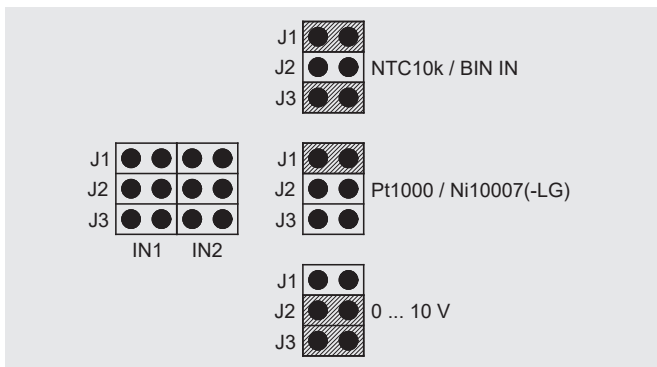 J1
J2 NTC10k / BIN IN
J3
J1
J2
J3
IN1 IN2
J1
J2 Pt1000 / Ni10007(-LG)
J3
J1
J2 0 ... 10 V
J3